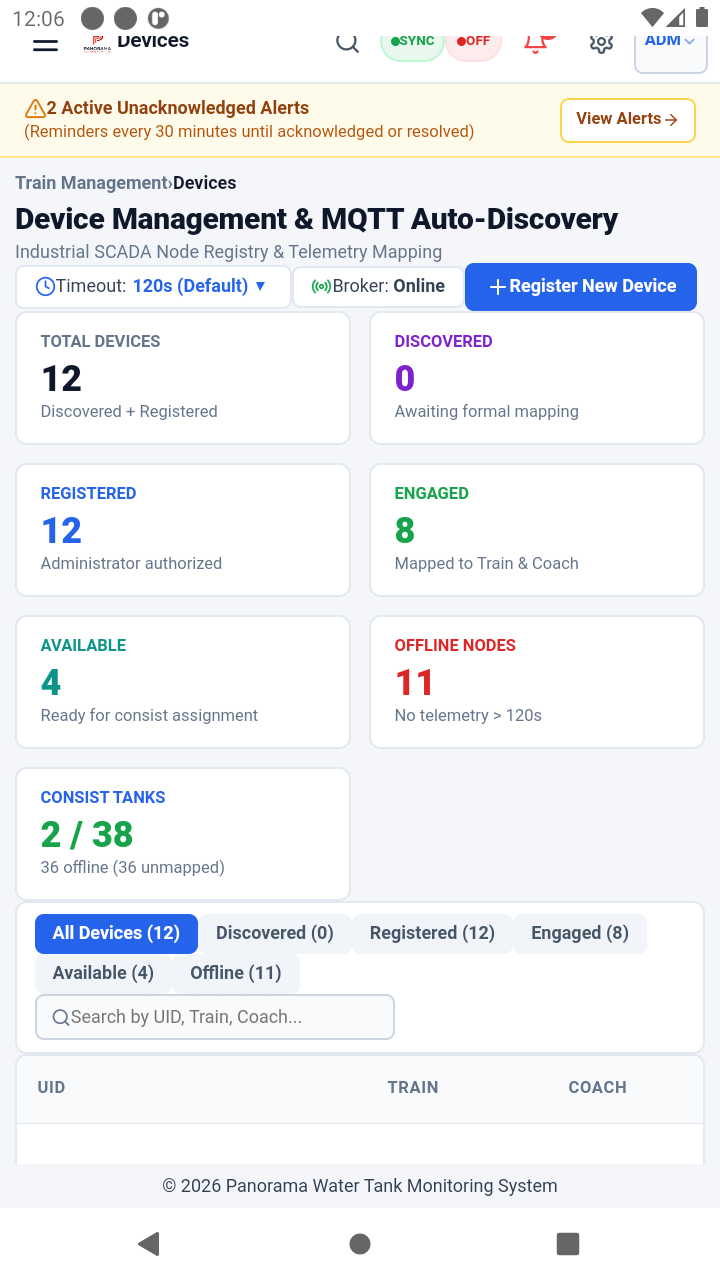 12:06
PANORAMA
Devices
SYNC
OFF
ADM
2 Active Unacknowledged Alerts
(Reminders every 30 minutes until acknowledged or resolved)
View Alerts
Train Management›Devices
Device Management & MQTT Auto-Discovery
Industrial SCADA Node Registry & Telemetry Mapping
Timeout: 120s (Default) ▼
Broker: Online
Register New Device
TOTAL DEVICES
12
Discovered + Registered
DISCOVERED
0
Awaiting formal mapping
REGISTERED
12
Administrator authorized
ENGAGED
8
Mapped to Train & Coach
AVAILABLE
4
Ready for consist assignment
OFFLINE NODES
11
No telemetry > 120s
CONSIST TANKS
2 / 38
36 offline (36 unmapped)
All Devices (12)
Discovered (0)
Registered (12)
Engaged (8)
Available (4)
Offline (11)
Search by UID, Train, Coach...
UID
TRAIN
COACH
© 2026 Panorama Water Tank Monitoring System